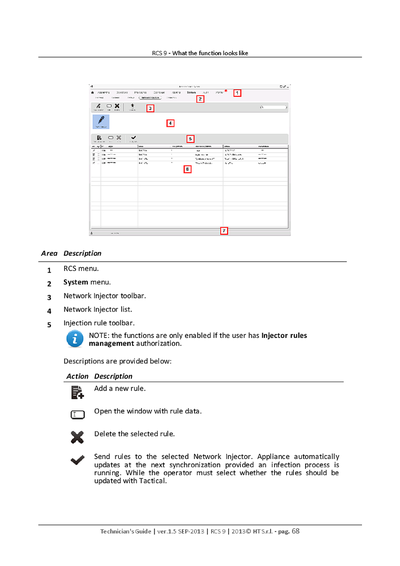 RCS 9 - What the function looks like
1
2
3
4
5
6
7
Area Description
1 RCS menu.
2 System menu.
3 Network Injector toolbar.
4 Network Injector list.
5 Injection rule toolbar.
NOTE: the functions are only enabled if the user has Injector rules
management authorization.
Descriptions are provided below:
Action Description
Add a new rule.
Open the window with rule data.
Delete the selected rule.
Send rules to the selected Network Injector. Appliance automatically
updates at the next synchronization provided an infection process is
running. While the operator must select whether the rules should be
updated with Tactical.
Technician's Guide | ver.1.5 SEP-2013 | RCS 9 | 2013© HT S.r.l. - pag. 68